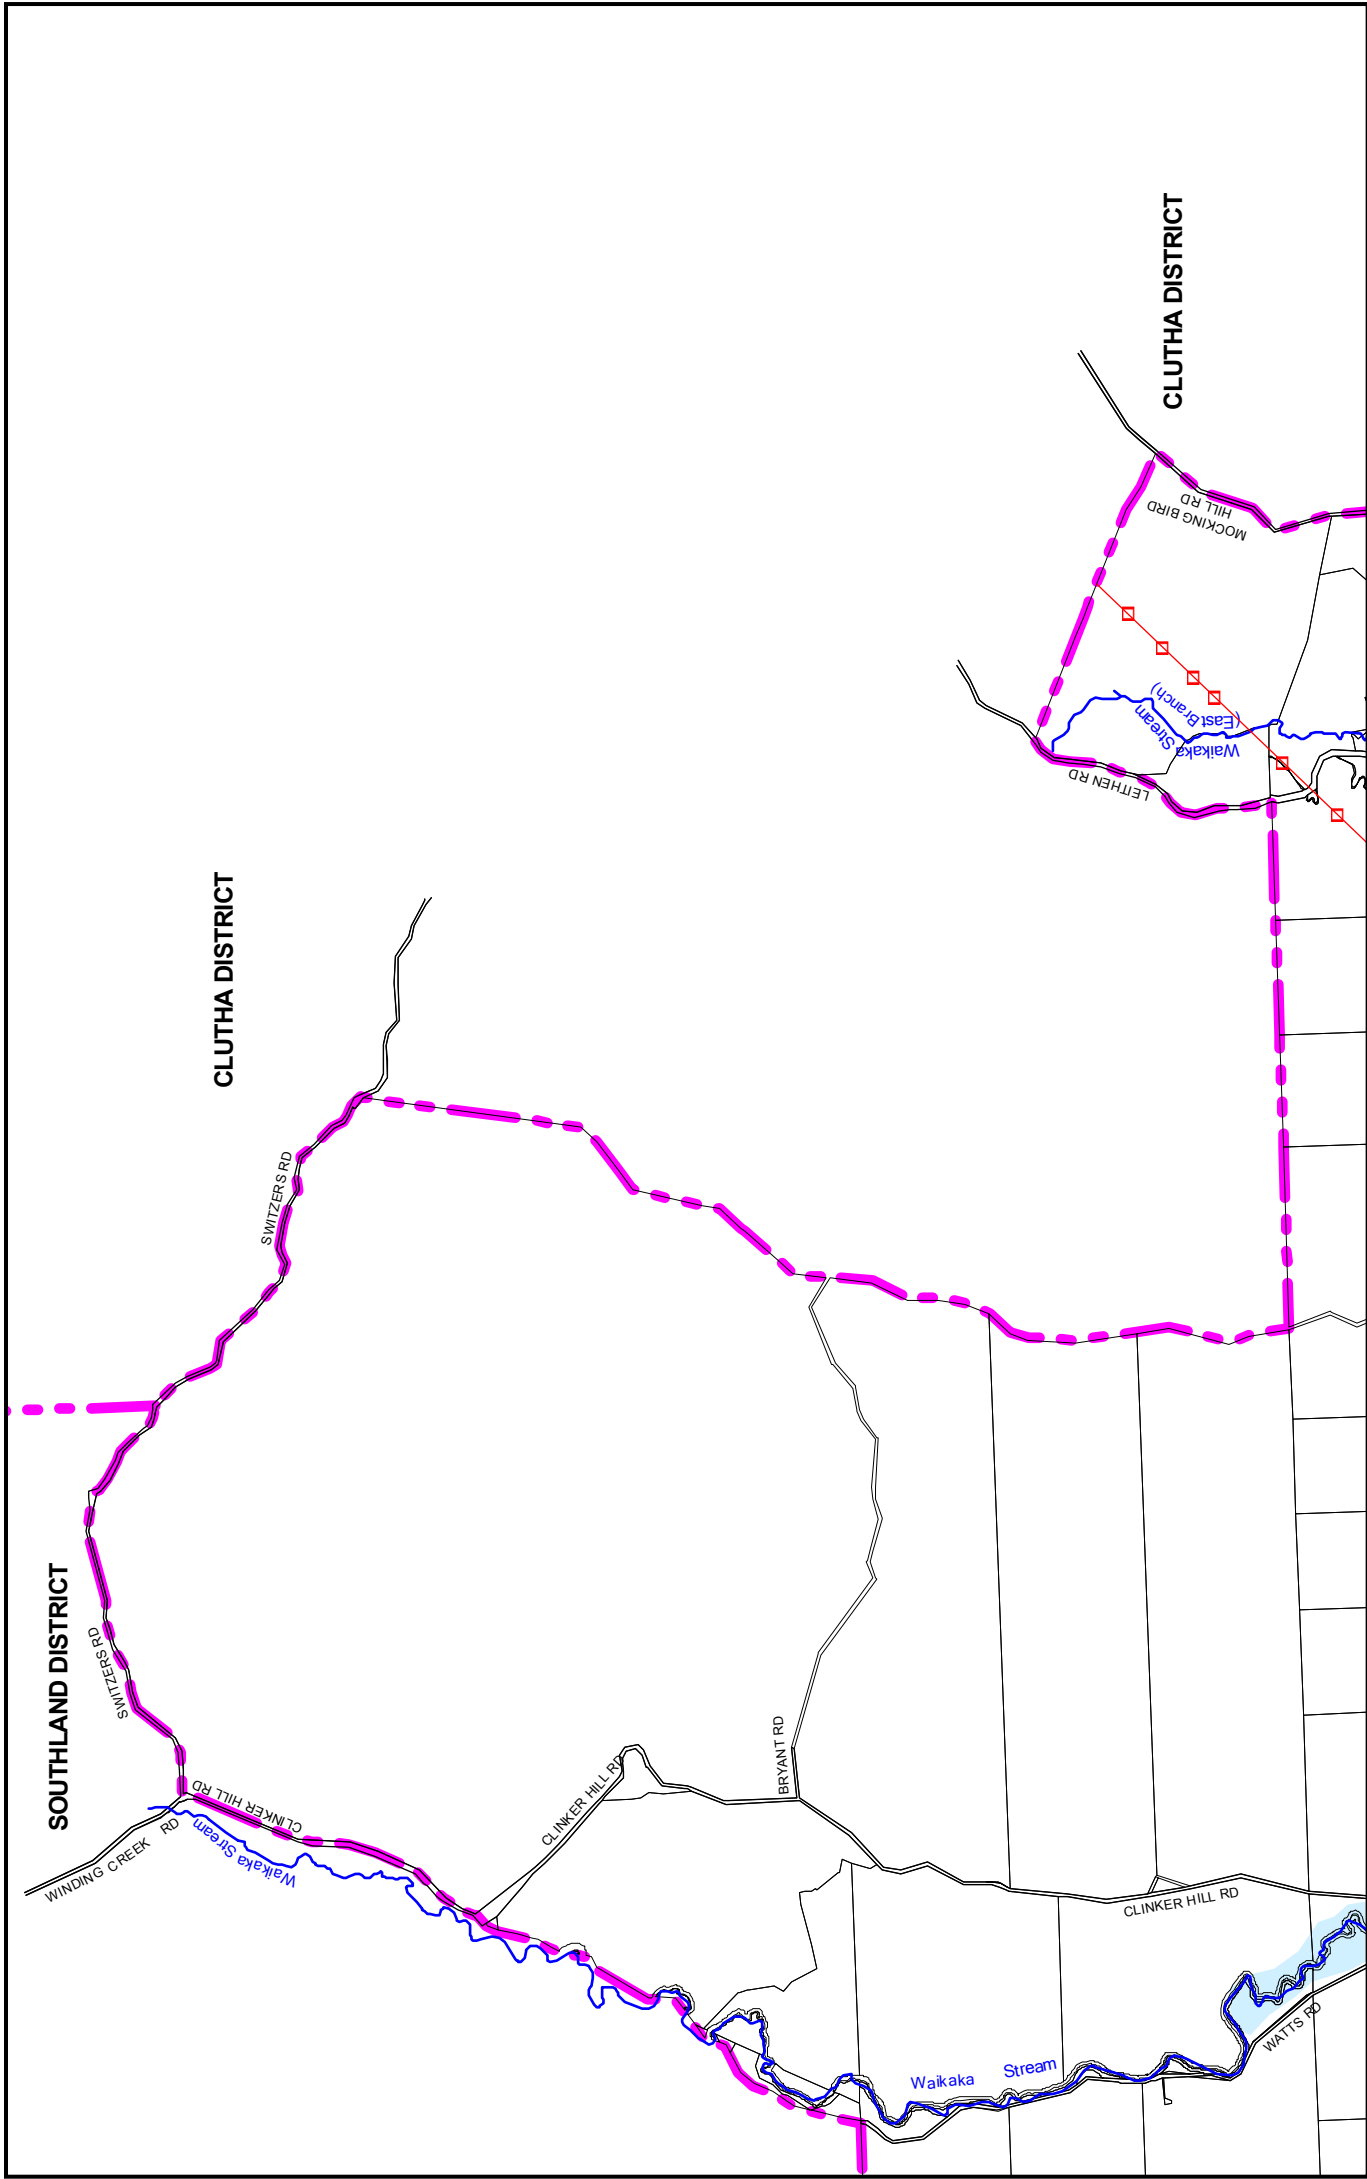 CLUTHA DISTRICT
HILL RD
MOCKING BIRD
(East Branch)
Stream
Waikaka
LEITHEN RD
CLUTHA DISTRICT
SWITZERS RD
SOUTHLAND DISTRICT
SWITZERS RD
CLINKER HILL RD
WINDING CREEK RD
Waikaka Stream
CLINKER HILL RD
BRYANT RD
CLINKER HILL RD
WATTS RD
Waikaka Stream